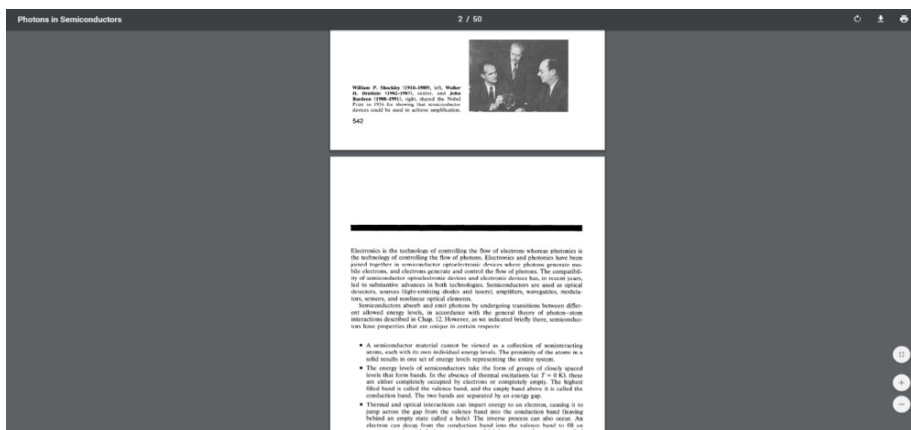 Photons in Semiconductors
2 / 50
William P. Shockley (1910–1989), left, Walter
H. Brattain (1902–1987), center, and John
Bardeen (1908–1991), right, shared the Nobel
Prize in 1956 for showing that semiconductor
devices could be used to achieve amplification.
542
Electronics is the technology of controlling the flow of electrons whereas photonics is
the technology of controlling the flow of photons. Electronics and photonics have been
joined together in semiconductor optoelectronic devices where photons generate mo-
bile electrons, and electrons generate and control the flow of photons. The compatibil-
ity of semiconductor optoelectronic devices and electronic devices has, in recent years,
led to substantive advances in both technologies. Semiconductors are used as optical
detectors, sources (light-emitting diodes and lasers), amplifiers, waveguides, modula-
tors, sensors, and nonlinear optical elements.
Semiconductors absorb and emit photons by undergoing transitions between differ-
ent allowed energy levels, in accordance with the general theory of photon–atom
interactions described in Chap. 12. However, as we indicated briefly there, semiconduc-
tors have properties that are unique in certain respects:
• A semiconductor material cannot be viewed as a collection of noninteracting
atoms, each with its own individual energy levels. The proximity of the atoms in a
solid results in one set of energy levels representing the entire system.
• The energy levels of semiconductors take the form of groups of closely spaced
levels that form bands. In the absence of thermal excitations (at T = 0 K), these
are either completely occupied by electrons or completely empty. The highest
filled band is called the valence band, and the empty band above it is called the
conduction band. The two bands are separated by an energy gap.
• Thermal and optical interactions can impart energy to an electron, causing it to
jump across the gap from the valence band into the conduction band (leaving
behind an empty state called a hole). The inverse process can also occur. An
electron can decay from the conduction band into the valence band to fill an